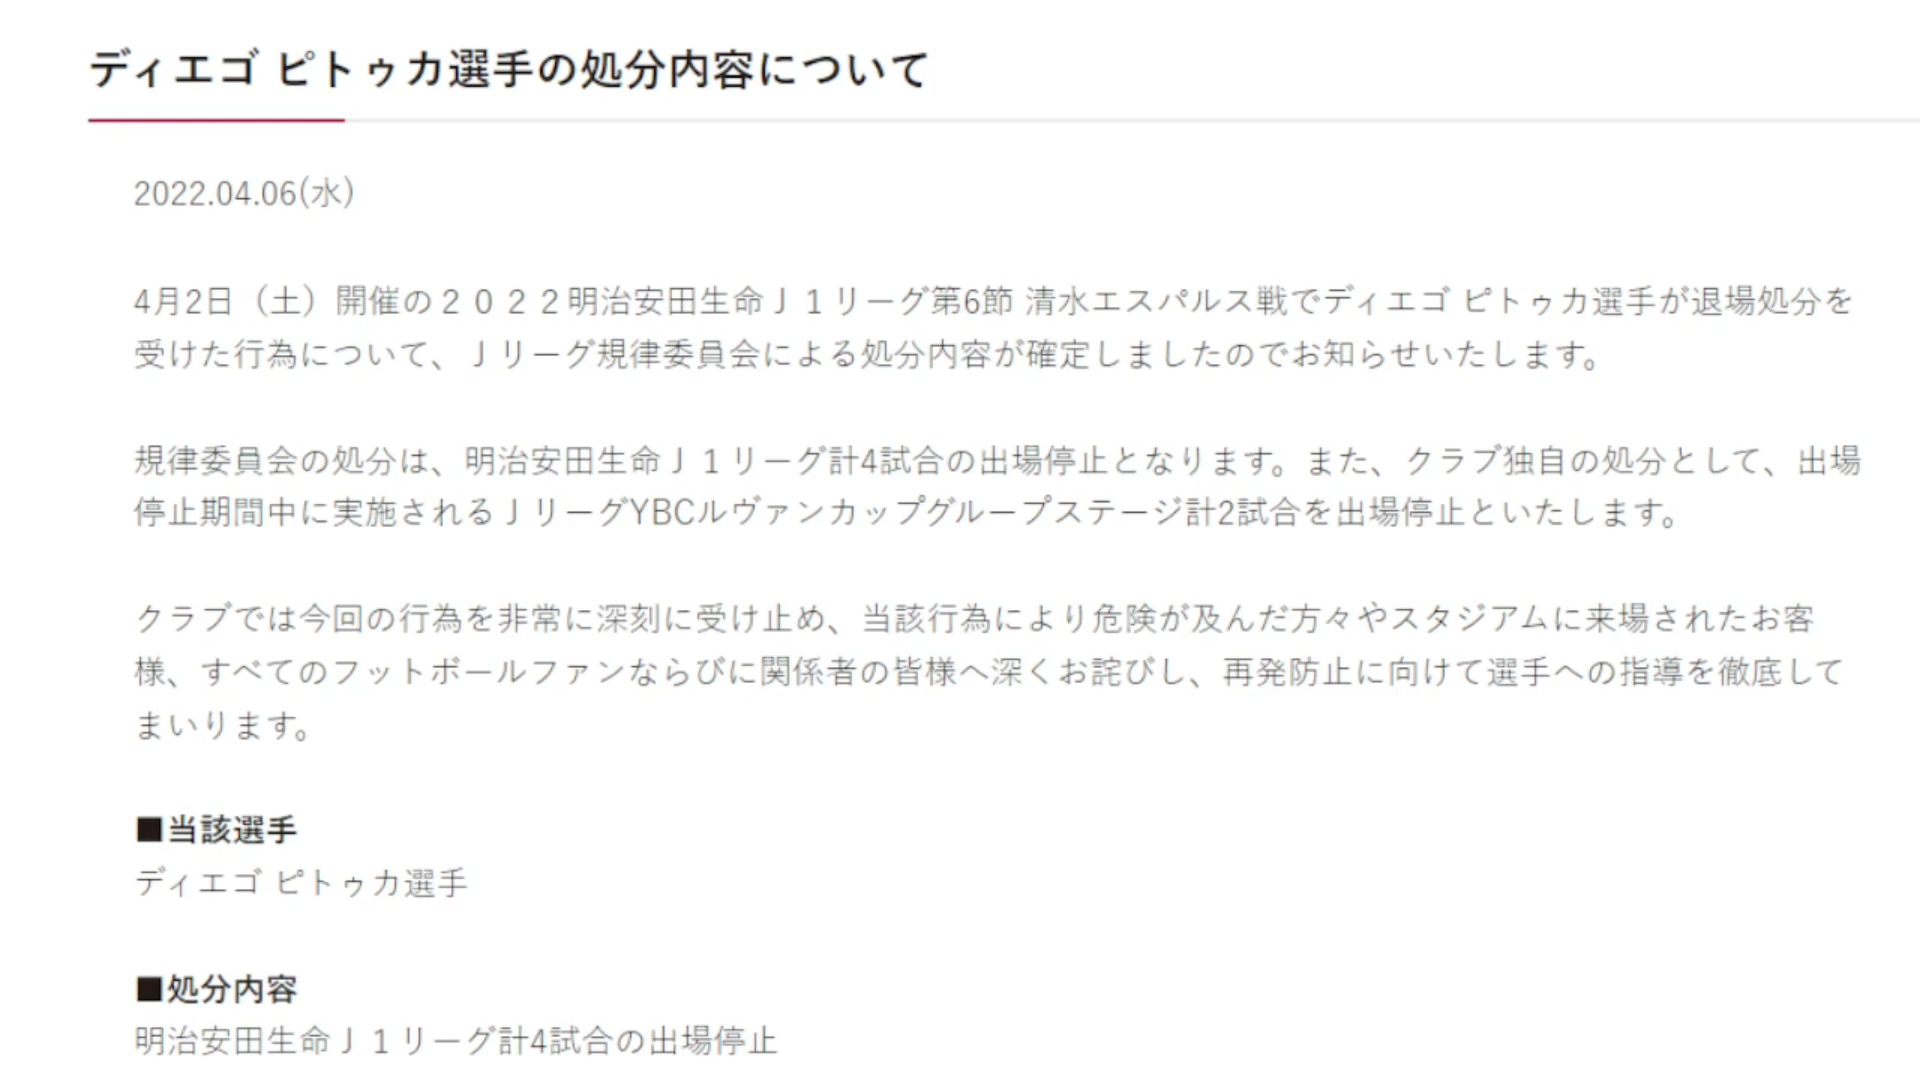 ディエゴ ピトゥカ選手の処分内容について
2022.04.06(水)
4月2日（土）開催の２０２２明治安田生命Ｊ１リーグ第6節 清水エスパルス戦でディエゴ ピトゥカ選手が退場処分を
受けた行為について、Ｊリーグ規律委員会による処分内容が確定しましたのでお知らせいたします。
規律委員会の処分は、明治安田生命Ｊ１リーグ計4試合の出場停止となります。また、クラブ独自の処分として、出場
停止期間中に実施されるＪリーグYBCルヴァンカップグループステージ計2試合を出場停止といたします。
クラブでは今回の行為を非常に深刻に受け止め、当該行為により危険が及んだ方々やスタジアムに来場されたお客
様、すべてのフットボールファンならびに関係者の皆様へ深くお詫びし、再発防止に向けて選手への指導を徹底して
まいります。
■当該選手
ディエゴ ピトゥカ選手
■処分内容
明治安田生命Ｊ１リーグ計4試合の出場停止